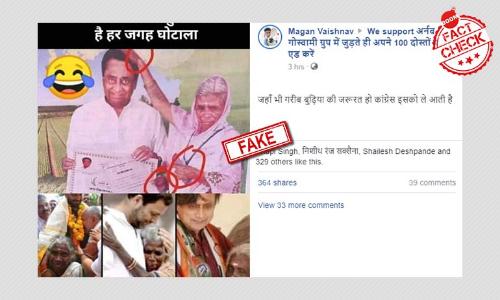 है हर जगह घोटाला
Magan Vaishnav ▸ We support अर्नब
गोस्वामी ग्रुप में जुड़ते ही अपने 100 दोस्तों
एड करें
3 hrs ·
100%
FACT
CHECK
जहाँ भी गरीब बुढ़िया की जरूरत हो कांग्रेस इसको ले आती है
FAKE
Singh, निशीथ रंज सक्सैना, Shailesh Deshpande and
329 others like this.
364 shares
39 comments
View 33 more comments